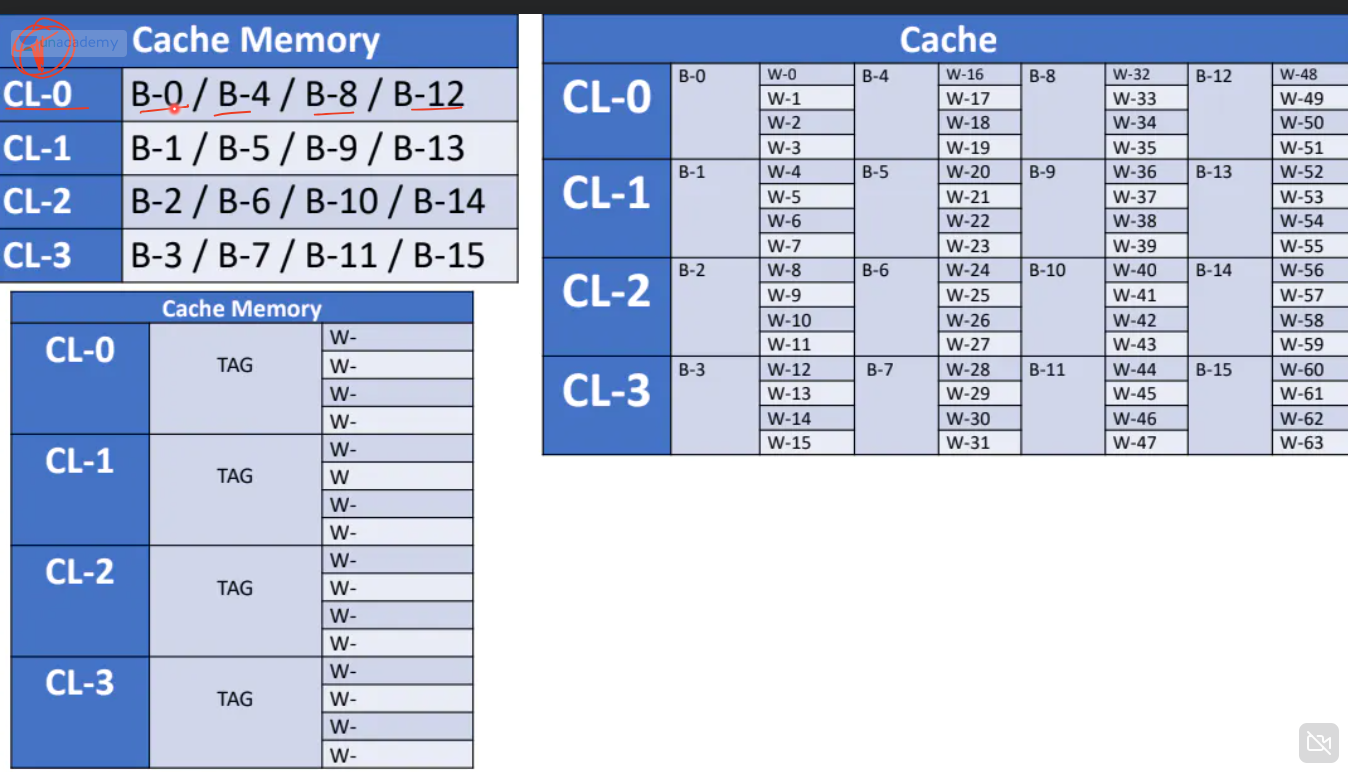 unacademy
Cache Memory
CL-0 B-0 / B-4 / B-8 / B-12
CL-1 B-1 / B-5 / B-9 / B-13
CL-2 B-2 / B-6 / B-10 / B-14
CL-3 B-3 / B-7 / B-11 / B-15
Cache Memory
CL-0 TAG W-
W-
W-
W-
CL-1 TAG W-
W
W-
W-
CL-2 TAG W-
W-
W-
W-
CL-3 TAG W-
W-
W-
W-
Cache
CL-0 B-0 W-0 B-4 W-16 B-8 W-32 B-12 W-48
W-1 W-17 W-33 W-49
W-2 W-18 W-34 W-50
W-3 W-19 W-35 W-51
CL-1 B-1 W-4 B-5 W-20 B-9 W-36 B-13 W-52
W-5 W-21 W-37 W-53
W-6 W-22 W-38 W-54
W-7 W-23 W-39 W-55
CL-2 B-2 W-8 B-6 W-24 B-10 W-40 B-14 W-56
W-9 W-25 W-41 W-57
W-10 W-26 W-42 W-58
W-11 W-27 W-43 W-59
CL-3 B-3 W-12 B-7 W-28 B-11 W-44 B-15 W-60
W-13 W-29 W-45 W-61
W-14 W-30 W-46 W-62
W-15 W-31 W-47 W-63